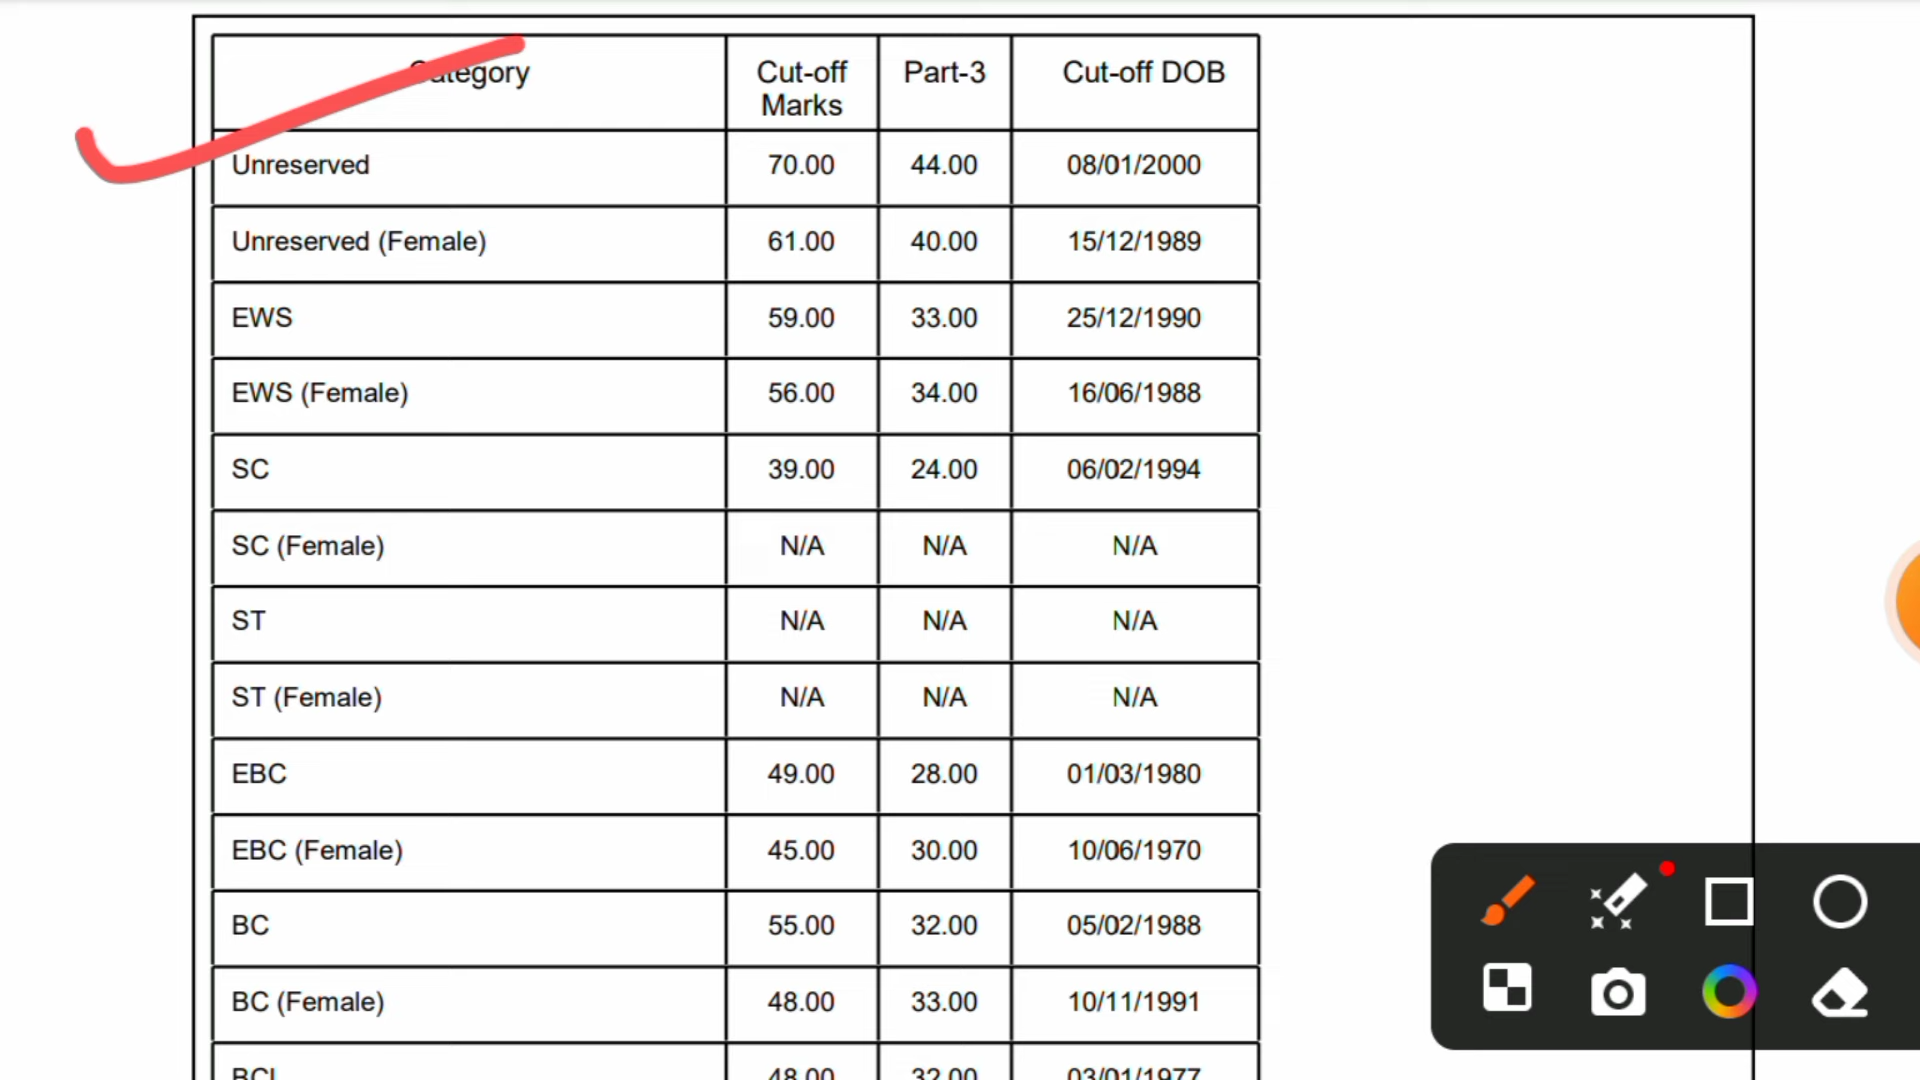 Category Cut-off Marks Part-3 Cut-off DOB
Unreserved 70.00 44.00 08/01/2000
Unreserved (Female) 61.00 40.00 15/12/1989
EWS 59.00 33.00 25/12/1990
EWS (Female) 56.00 34.00 16/06/1988
SC 39.00 24.00 06/02/1994
SC (Female) N/A N/A N/A
ST N/A N/A N/A
ST (Female) N/A N/A N/A
EBC 49.00 28.00 01/03/1980
EBC (Female) 45.00 30.00 10/06/1970
BC 55.00 32.00 05/02/1988
BC (Female) 48.00 33.00 10/11/1991
48.00 32.00 03/01/1977